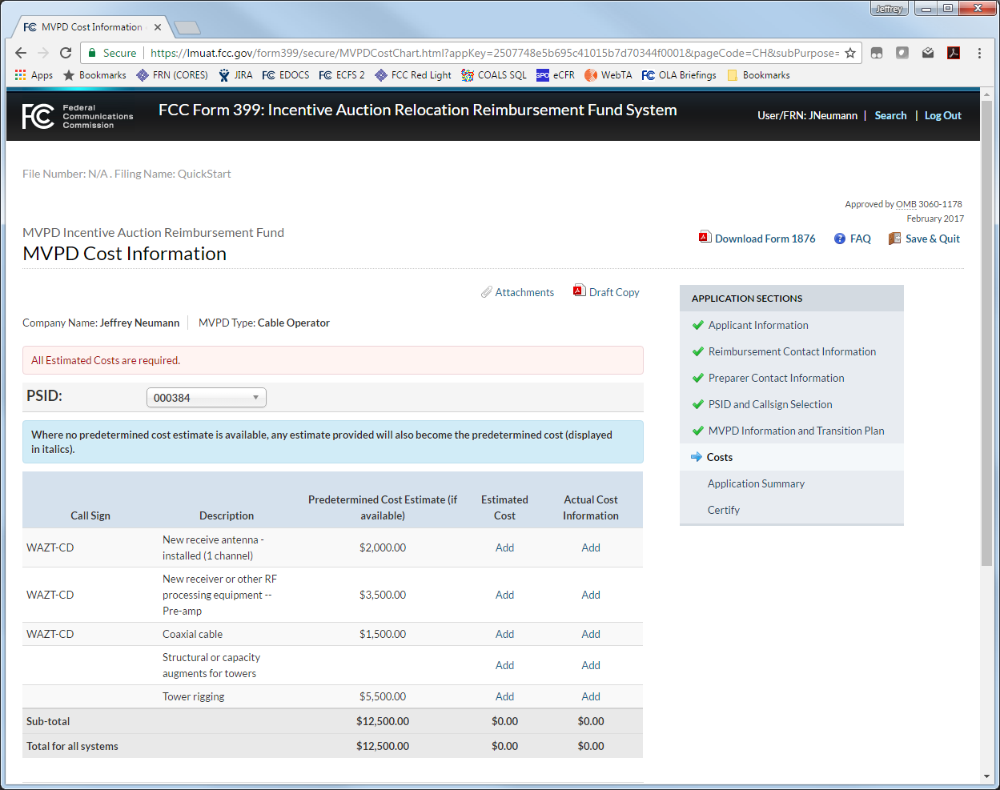 Jeffrey
FC MVPD Cost Information
Secure https://lmuat.fcc.gov/form399/secure/MVPDCostChart.html?appKey=2507748e5b695c41015b7d70344f0001&pageCode=CH&subPurpose=
Apps Bookmarks FRN (CORES) JIRA FC EDOCS FC ECFS 2 FCC Red Light COALS SQL GPO eCFR WebTA FC OLA Briefings Bookmarks
FCC Federal Communications Commission
FCC Form 399: Incentive Auction Relocation Reimbursement Fund System
User/FRN: JNeumann | Search | Log Out
File Number: N/A . Filing Name: QuickStart
Approved by OMB 3060-1178
February 2017
MVPD Incentive Auction Reimbursement Fund
MVPD Cost Information
Download Form 1876 ? FAQ Save & Quit
Attachments Draft Copy
Company Name: Jeffrey Neumann MVPD Type: Cable Operator
All Estimated Costs are required.
PSID: 000384
Where no predetermined cost estimate is available, any estimate provided will also become the predetermined cost (displayed
in italics).
Call Sign Description Predetermined Cost Estimate (if available) Estimated Cost Actual Cost Information
WAZT-CD New receive antenna - installed (1 channel) $2,000.00 Add Add
WAZT-CD New receiver or other RF processing equipment -- Pre-amp $3,500.00 Add Add
WAZT-CD Coaxial cable $1,500.00 Add Add
Structural or capacity augments for towers Add Add
Tower rigging $5,500.00 Add Add
Sub-total $12,500.00 $0.00 $0.00
Total for all systems $12,500.00 $0.00 $0.00
APPLICATION SECTIONS
Applicant Information
Reimbursement Contact Information
Preparer Contact Information
PSID and Callsign Selection
MVPD Information and Transition Plan
Costs
Application Summary
Certify